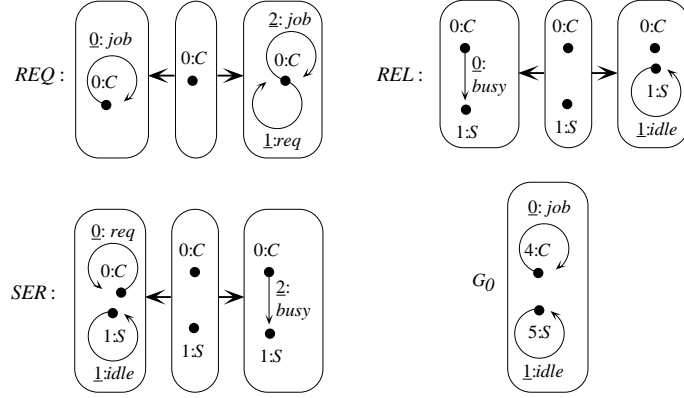 REQ :
0: job
0:C
0:C
2: job
0:C
1:req
REL :
0:C
0:
busy
1:S
0:C
1:S
0:C
1:S
1:idle
SER :
0: req
0:C
1:S
1:idle
0:C
1:S
0:C
2:
busy
1:S
G0
0: job
4:C
5:S
1:idle